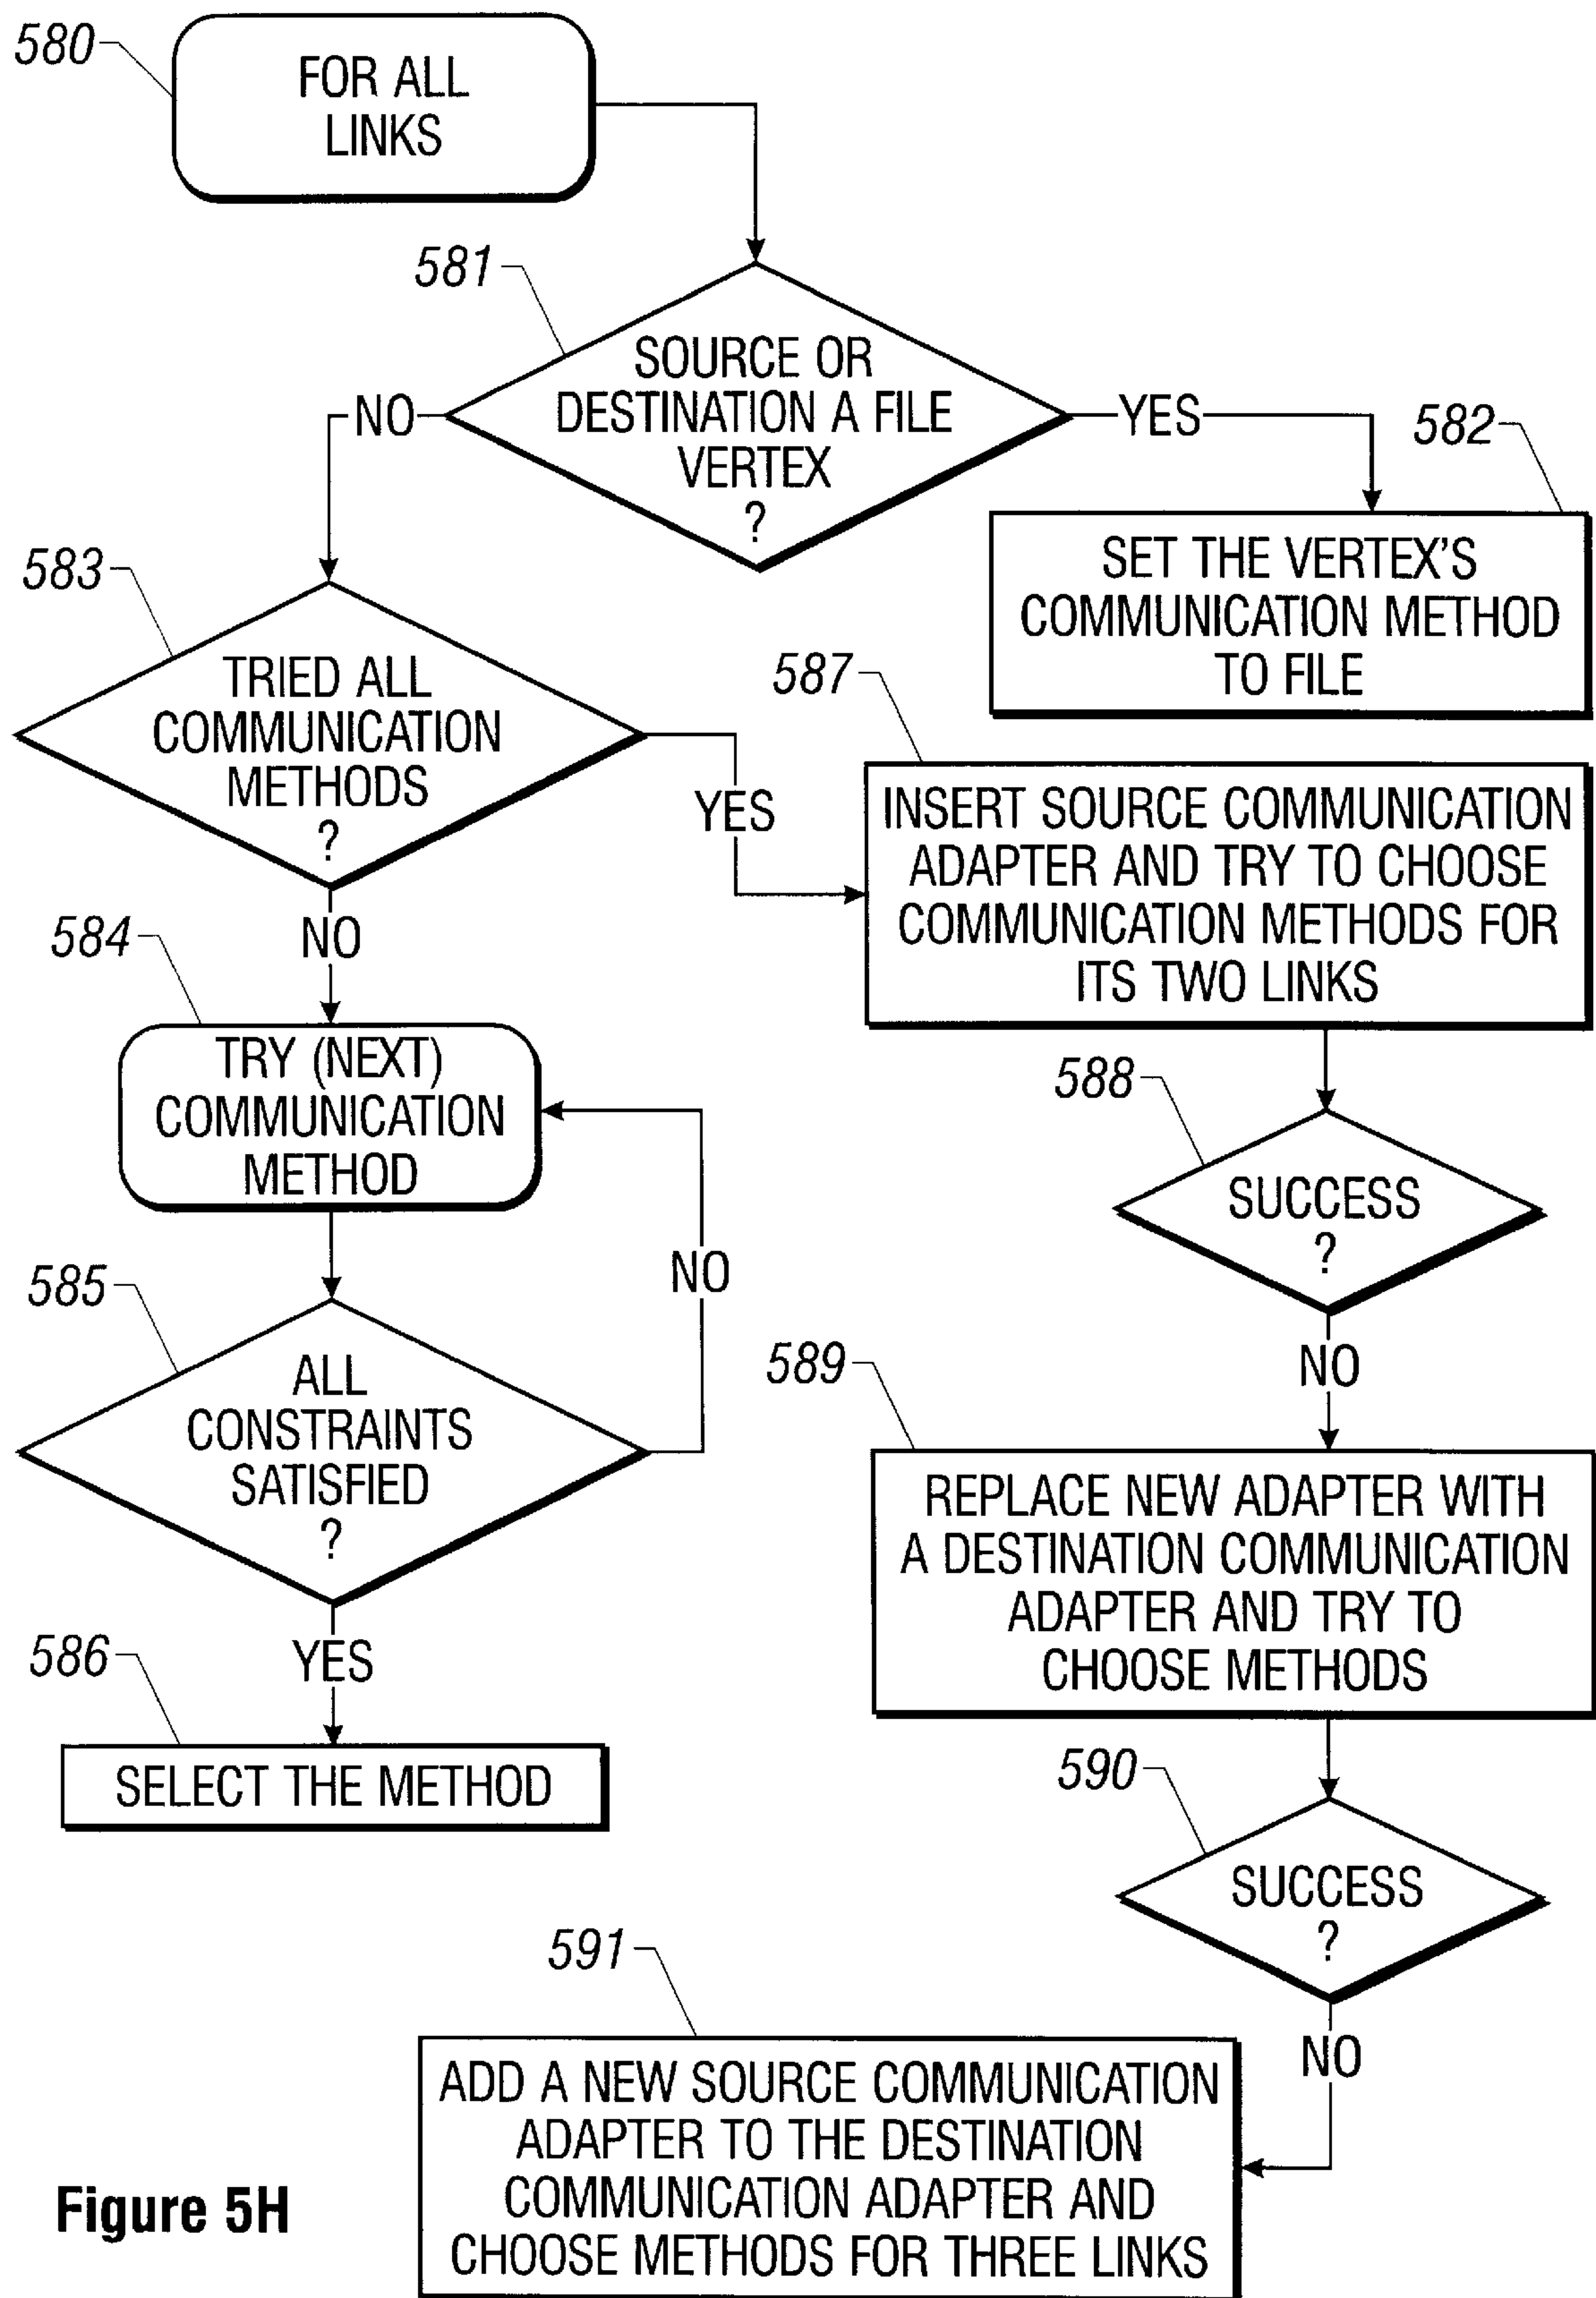 580
FOR ALL
LINKS
581
SOURCE OR
DESTINATION A FILE
VERTEX
?
NO
YES
582
SET THE VERTEX'S
COMMUNICATION METHOD
TO FILE
583
TRIED ALL
COMMUNICATION
METHODS
?
YES
NO
587
INSERT SOURCE COMMUNICATION
ADAPTER AND TRY TO CHOOSE
COMMUNICATION METHODS FOR
ITS TWO LINKS
584
TRY (NEXT)
COMMUNICATION
METHOD
585
ALL
CONSTRAINTS
SATISFIED
?
NO
YES
586
SELECT THE METHOD
588
SUCCESS
?
NO
589
REPLACE NEW ADAPTER WITH
A DESTINATION COMMUNICATION
ADAPTER AND TRY TO
CHOOSE METHODS
590
SUCCESS
?
NO
591
ADD A NEW SOURCE COMMUNICATION
ADAPTER TO THE DESTINATION
COMMUNICATION ADAPTER AND
CHOOSE METHODS FOR THREE LINKS
Figure 5H